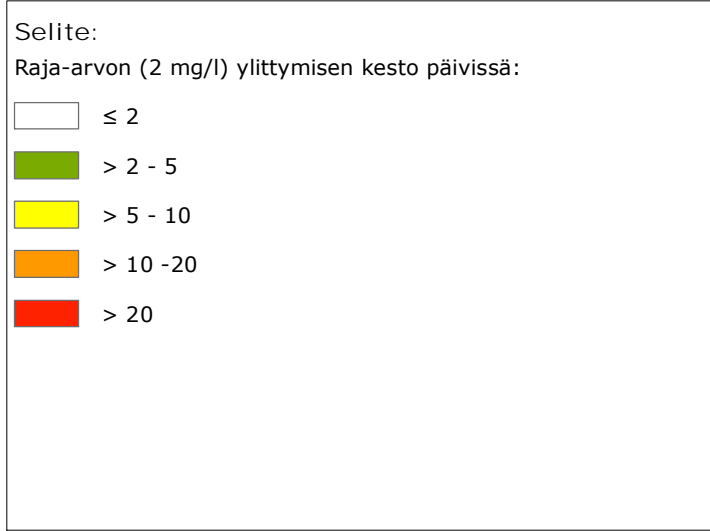 Selite:
Raja-arvon (2 mg/l) ylittymisen kesto päivissä:
≤ 2
> 2 - 5
> 5 - 10
> 10 -20
> 20